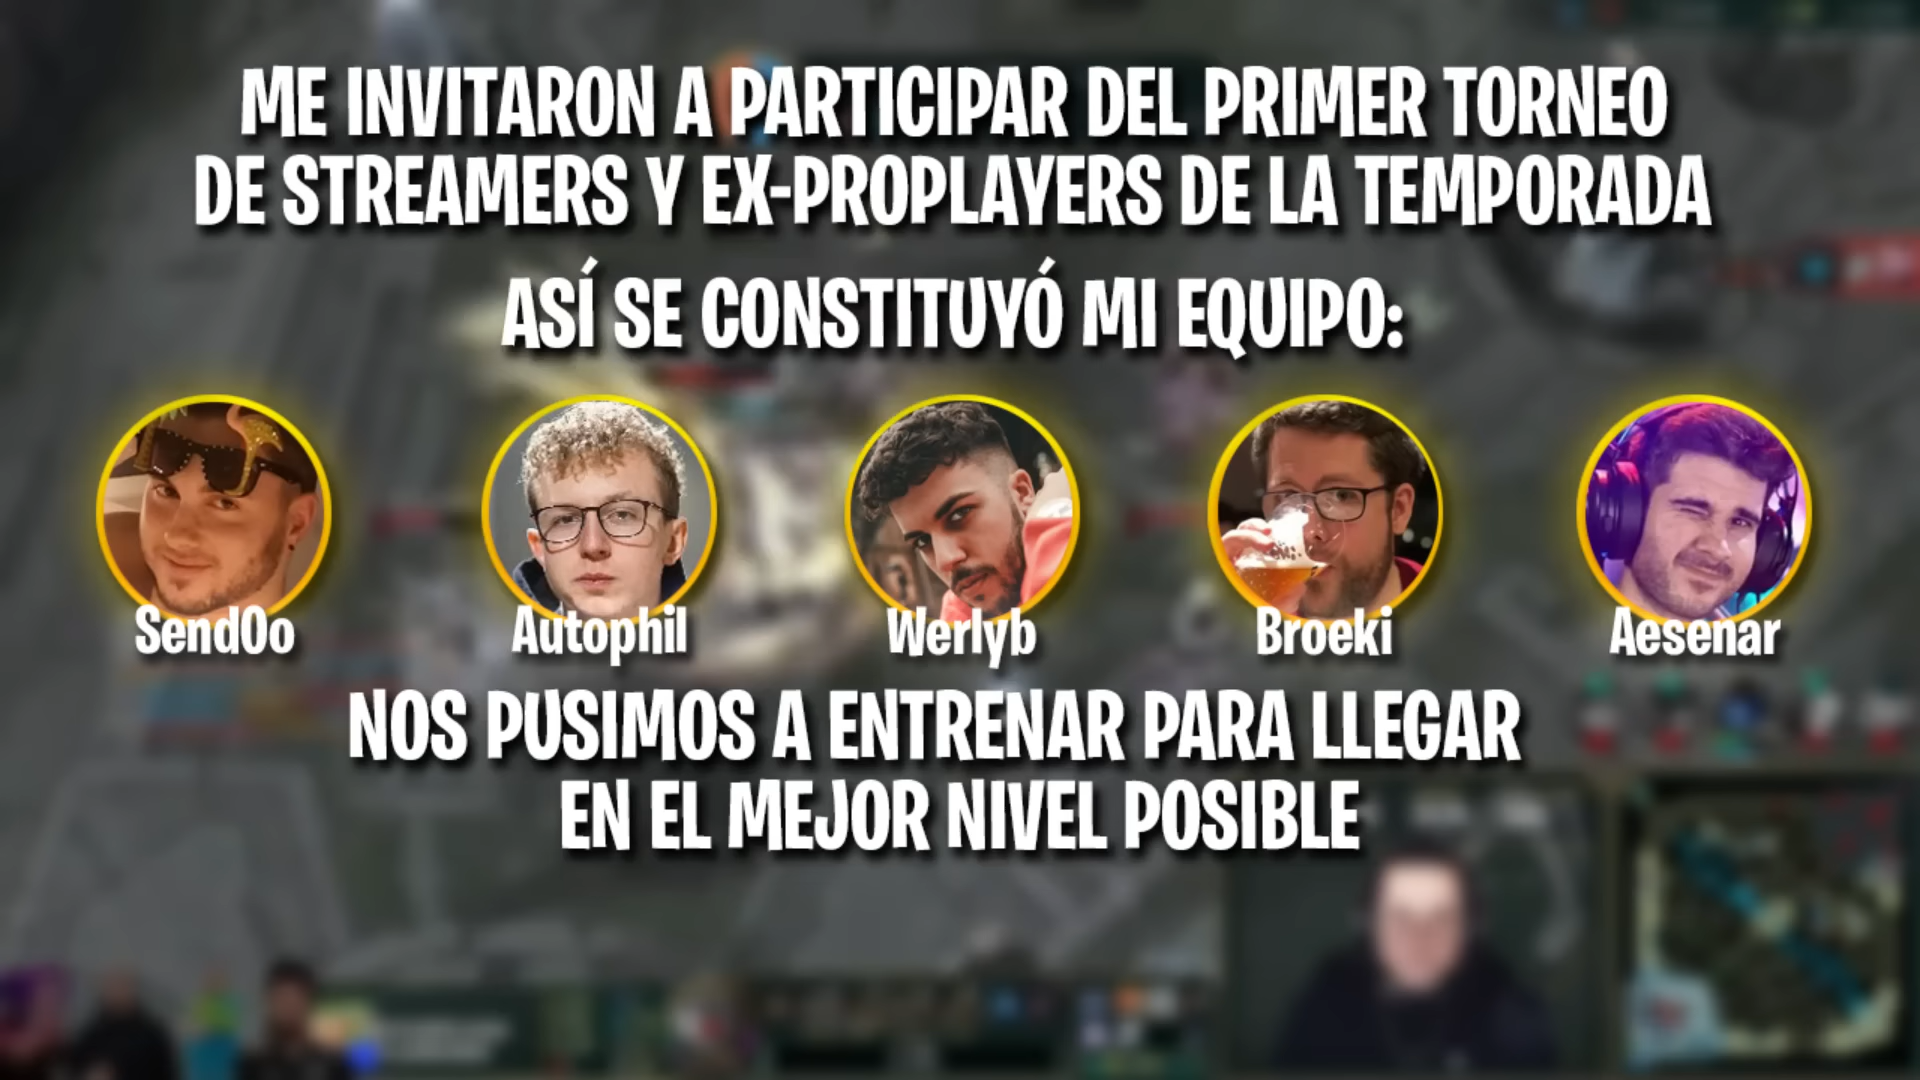 ME INVITARON A PARTICIPAR DEL PRIMER TORNEO
DE STREAMERS Y EX-PROPLAYERS DE LA TEMPORADA
ASÍ SE CONSTITUYÓ MI EQUIPO:
SendOo
Autophil
Werlyb
Broeki
Aesenar
NOS PUSIMOS A ENTRENAR PARA LLEGAR
EN EL MEJOR NIVEL POSIBLE